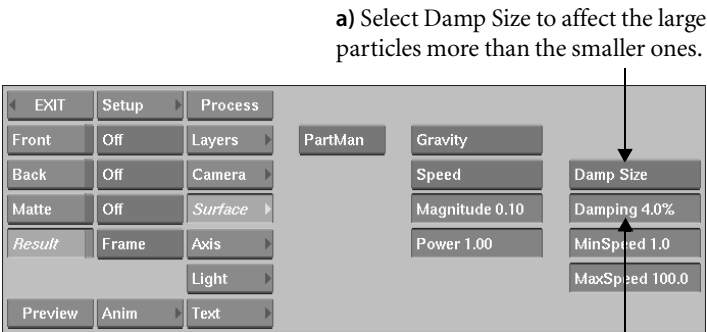 a) Select Damp Size to affect the large
particles more than the smaller ones.
EXIT Setup Process
Front Off Layers PartMan Gravity
Back Off Camera Speed Damp Size
Matte Off Surface Magnitude 0.10 Damping 4.0%
Result Frame Axis Power 1.00 MinSpeed 1.0
Light MaxSpeed 100.0
Preview Anim Text